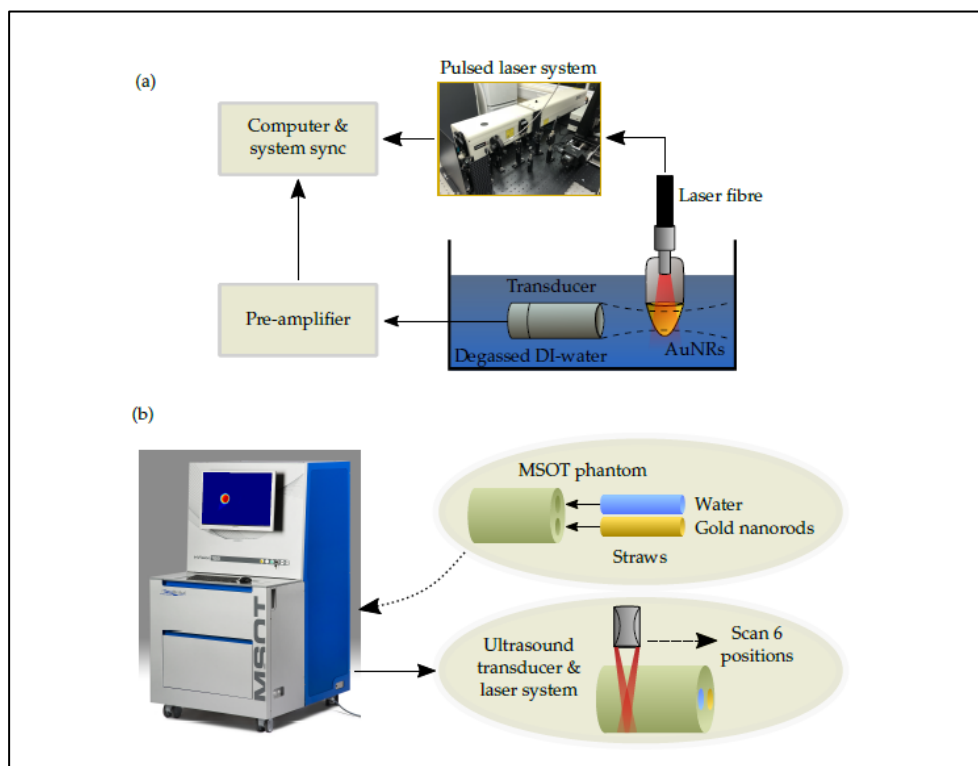 (a)
Pulsed laser system
Computer &
system sync
Laser fibre
Transducer
Pre-amplifier
Degassed DI-water
AuNRs
(b)
MSOT phantom
Water
Gold nanorods
Straws
MSOT
Ultrasound
transducer &
laser system
Scan 6
positions